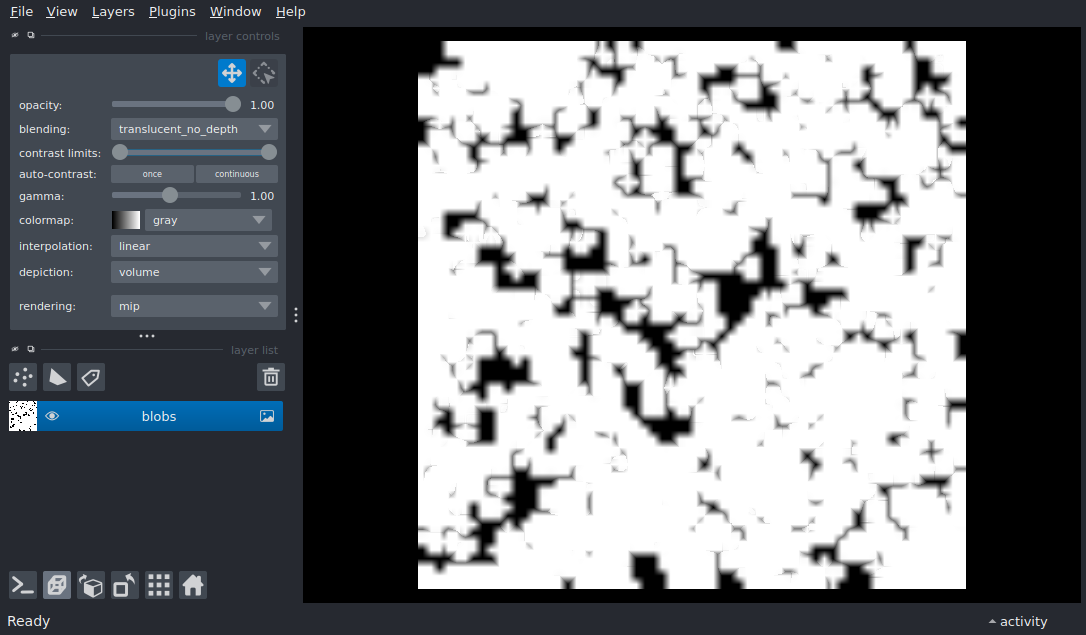 File View Layers Plugins Window Help
layer controls
opacity: 1.00
blending: translucent_no_depth
contrast limits:
auto-contrast: once continuous
gamma: 1.00
colormap: gray
interpolation: linear
depiction: volume
rendering: mip
layer list
blobs
Ready activity